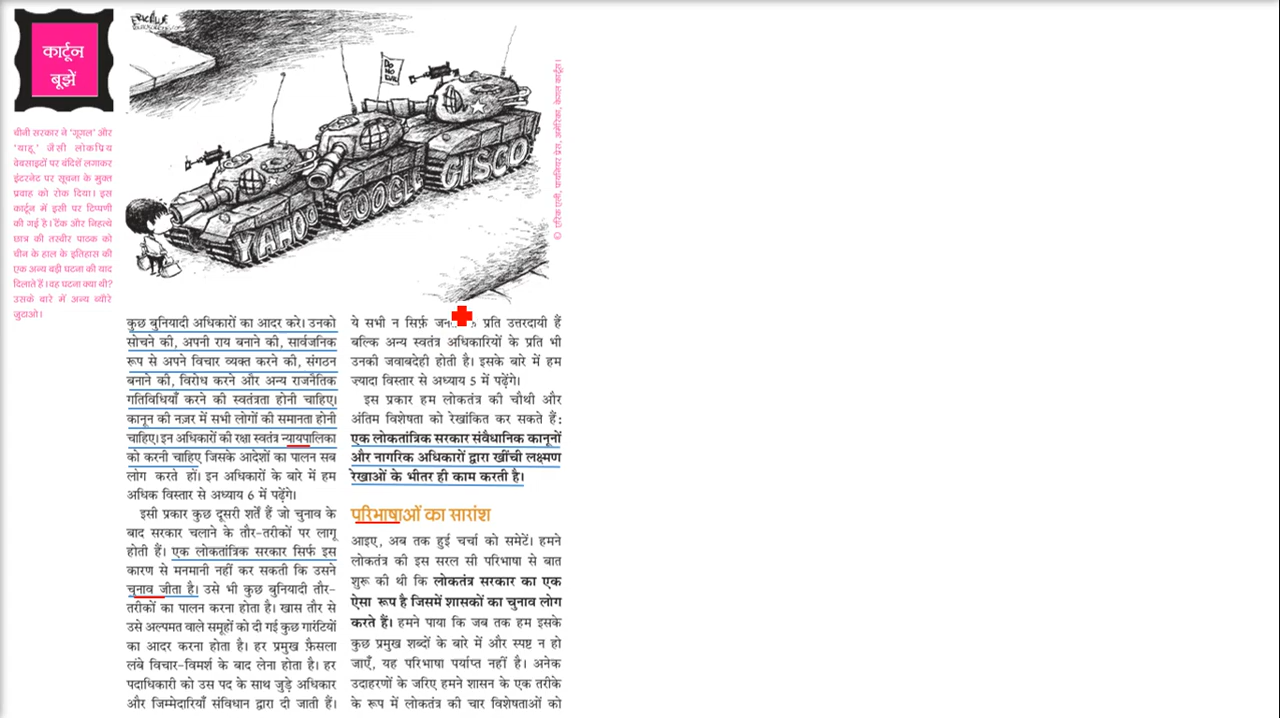 कार्टून
बूझें
चीनी सरकार ने 'गूगल' और
'याहू' जैसी लोकप्रिय
वेबसाइटों पर बंदिशें लगाकर
इंटरनेट पर सूचना के मुक्त
प्रवाह को रोक दिया। इस
कार्टून में इसी पर टिप्पणी
की गई है। टैंक और निहत्थे
छात्र की तस्वीर पाठक को
चीन के हाल के इतिहास की
एक अन्य बड़ी घटना की याद
दिलाते हैं। वह घटना क्या थी?
उसके बारे में अन्य ब्यौरे
जुटाओ।
YAHOO
GOOGLE
CISCO
© एरिक एली, पायनियर प्रेस, अमेरिका, केगल कार्टून।
कुछ बुनियादी अधिकारों का आदर करे। उनको
सोचने की, अपनी राय बनाने की, सार्वजनिक
रूप से अपने विचार व्यक्त करने की, संगठन
बनाने की, विरोध करने और अन्य राजनैतिक
गतिविधियाँ करने की स्वतंत्रता होनी चाहिए।
कानून की नज़र में सभी लोगों की समानता होनी
चाहिए। इन अधिकारों की रक्षा स्वतंत्र न्यायपालिका
को करनी चाहिए जिसके आदेशों का पालन सब
लोग करते हों। इन अधिकारों के बारे में हम
अधिक विस्तार से अध्याय 6 में पढ़ेंगे।
इसी प्रकार कुछ दूसरी शर्तें हैं जो चुनाव के
बाद सरकार चलाने के तौर-तरीकों पर लागू
होती हैं। एक लोकतांत्रिक सरकार सिर्फ इस
कारण से मनमानी नहीं कर सकती कि उसने
चुनाव जीता है। उसे भी कुछ बुनियादी तौर-
तरीकों का पालन करना होता है। खास तौर से
उसे अल्पमत वाले समूहों को दी गई कुछ गारंटियों
का आदर करना होता है। हर प्रमुख फ़ैसला
लंबे विचार-विमर्श के बाद लेना होता है। हर
पदाधिकारी को उस पद के साथ जुड़े अधिकार
और जिम्मेदारियाँ संविधान द्वारा दी जाती हैं।
ये सभी न सिर्फ़ प्रति उत्तरदायी हैं
बल्कि अन्य स्वतंत्र अधिकारियों के प्रति भी
उनकी जवाबदेही होती है। इसके बारे में हम
ज़्यादा विस्तार से अध्याय 5 में पढ़ेंगे।
इस प्रकार हम लोकतंत्र की चौथी और
अंतिम विशेषता को रेखांकित कर सकते हैं:
एक लोकतांत्रिक सरकार संवैधानिक कानूनों
और नागरिक अधिकारों द्वारा खींची लक्ष्मण
रेखाओं के भीतर ही काम करती है।
परिभाषाओं का सारांश
आइए, अब तक हुई चर्चा को समेटें। हमने
लोकतंत्र की इस सरल सी परिभाषा से बात
शुरू की थी कि लोकतंत्र सरकार का एक
ऐसा रूप है जिसमें शासकों का चुनाव लोग
करते हैं। हमने पाया कि जब तक हम इसके
कुछ प्रमुख शब्दों के बारे में और स्पष्ट न हो
जाएँ, यह परिभाषा पर्याप्त नहीं है। अनेक
उदाहरणों के जरिए हमने शासन के एक तरीके
के रूप में लोकतंत्र की चार विशेषताओं को